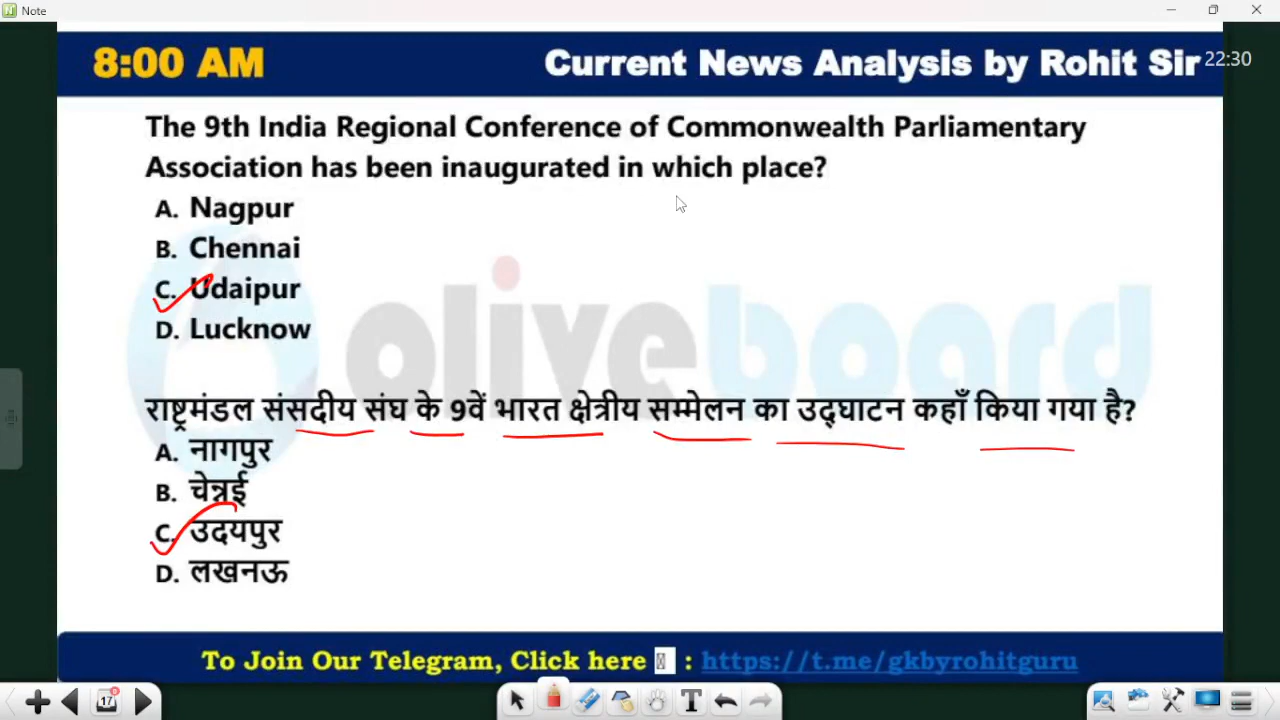 Note
8:00 AM
Current News Analysis by Rohit Sir
22:30
The 9th India Regional Conference of Commonwealth Parliamentary
Association has been inaugurated in which place?
A. Nagpur
B. Chennai
C. Udaipur
D. Lucknow
oliveboard
राष्ट्रमंडल संसदीय संघ के 9वें भारत क्षेत्रीय सम्मेलन का उद्घाटन कहाँ किया गया है?
A. नागपुर
B. चेन्नई
C. उदयपुर
D. लखनऊ
To Join Our Telegram, Click here : https://t.me/gkbyrohitguru
17
T